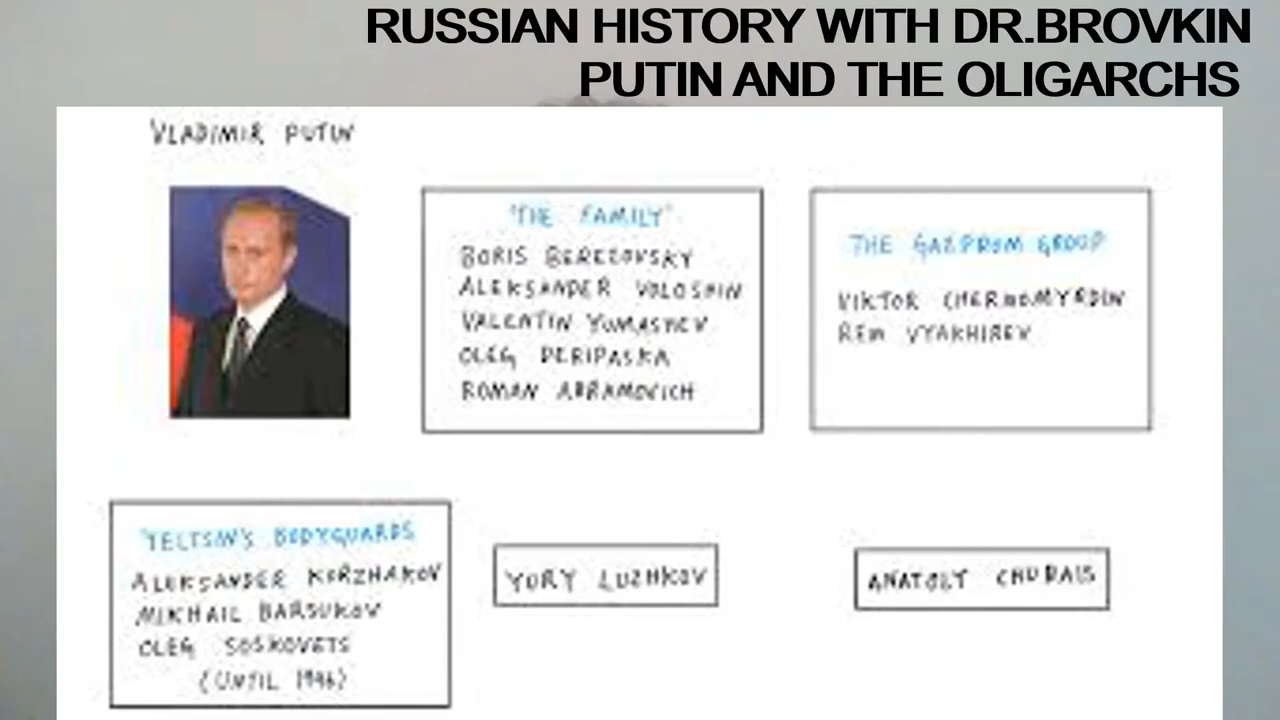 RUSSIAN HISTORY WITH DR.BROVKIN
PUTIN AND THE OLIGARCHS
VLADIMIR PUTIN
"THE FAMILY"
BORIS BEREZOVSKY
ALEKSANDER VOLOSHIN
VALENTIN YUMASHEV
OLEG DERIPASKA
ROMAN ABRAMOVICH
THE GAZPROM GROUP
VIKTOR CHERNOMYRDIN
REM VYAKHIREV
YELTSIN'S BODYGUARDS
ALEKSANDER KORZHAKOV
MIKHAIL BARSUKOV
OLEG SOSKOVETS
(UNTIL 1996)
YURY LUZHKOV
ANATOLY CHUBAIS